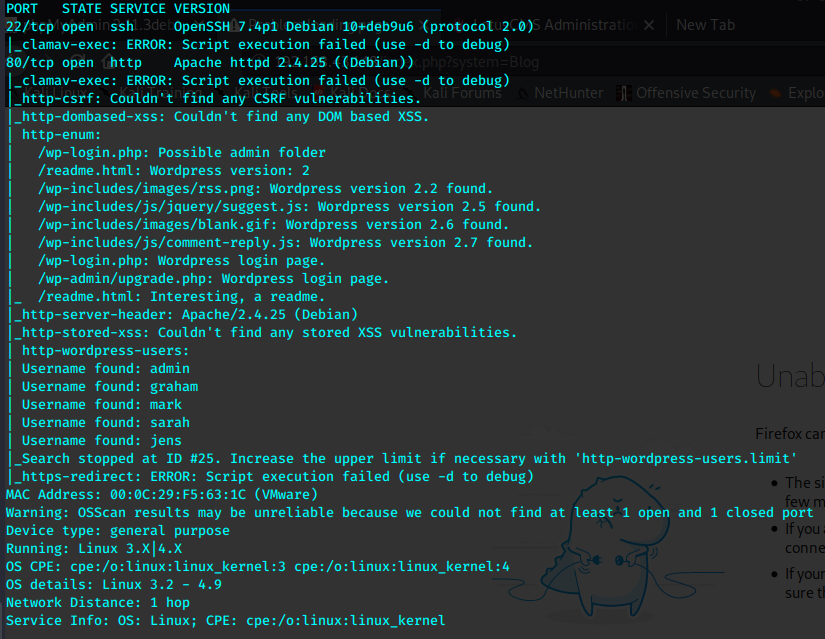 PORT   STATE SERVICE VERSION
22/tcp open  ssh     OpenSSH 7.4p1 Debian 10+deb9u6 (protocol 2.0)
|_clamav-exec: ERROR: Script execution failed (use -d to debug)
80/tcp open  http    Apache httpd 2.4.25 ((Debian))
|_clamav-exec: ERROR: Script execution failed (use -d to debug)
|_http-csrf: Couldn't find any CSRF vulnerabilities.
|_http-dombased-xss: Couldn't find any DOM based XSS.
| http-enum:
|   /wp-login.php: Possible admin folder
|   /readme.html: Wordpress version: 2
|   /wp-includes/images/rss.png: Wordpress version 2.2 found.
|   /wp-includes/js/jquery/suggest.js: Wordpress version 2.5 found.
|   /wp-includes/images/blank.gif: Wordpress version 2.6 found.
|   /wp-includes/js/comment-reply.js: Wordpress version 2.7 found.
|   /wp-login.php: Wordpress login page.
|   /wp-admin/upgrade.php: Wordpress login page.
|_  /readme.html: Interesting, a readme.
|_http-server-header: Apache/2.4.25 (Debian)
|_http-stored-xss: Couldn't find any stored XSS vulnerabilities.
| http-wordpress-users:
| Username found: admin
| Username found: graham
| Username found: mark
| Username found: sarah
| Username found: jens
|_Search stopped at ID #25. Increase the upper limit if necessary with 'http-wordpress-users.limit'
|_https-redirect: ERROR: Script execution failed (use -d to debug)
MAC Address: 00:0C:29:F5:63:1C (VMware)
Warning: OSScan results may be unreliable because we could not find at least 1 open and 1 closed port
Device type: general purpose
Running: Linux 3.X|4.X
OS CPE: cpe:/o:linux:linux_kernel:3 cpe:/o:linux:linux_kernel:4
OS details: Linux 3.2 - 4.9
Network Distance: 1 hop
Service Info: OS: Linux; CPE: cpe:/o:linux:linux_kernel
CMS Administratio
New Tab
.php?system=Blog
Kali Forums
NetHunter
Offensive Security
Explo
Unab
Firefox can
The si
few m
If you a
conne
If your
sure th